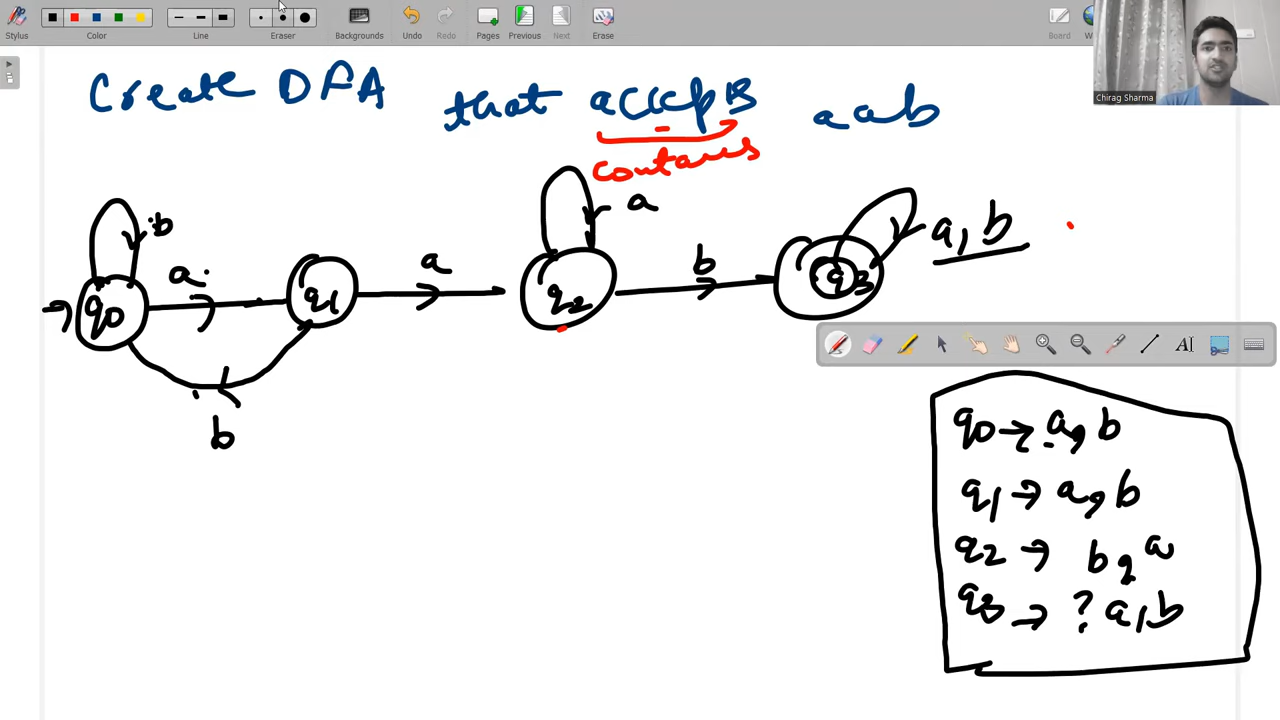 Stylus Color Line Eraser Backgrounds Undo Redo Pages Previous Next Erase Board
Chirag Sharma
Create DFA that accepts aab
contains
b a b a, b
a a
q0 q1 q2 q3
b
AI
q0 → a, b
q1 → a, b
q2 → b, a
q3 → ? a, b